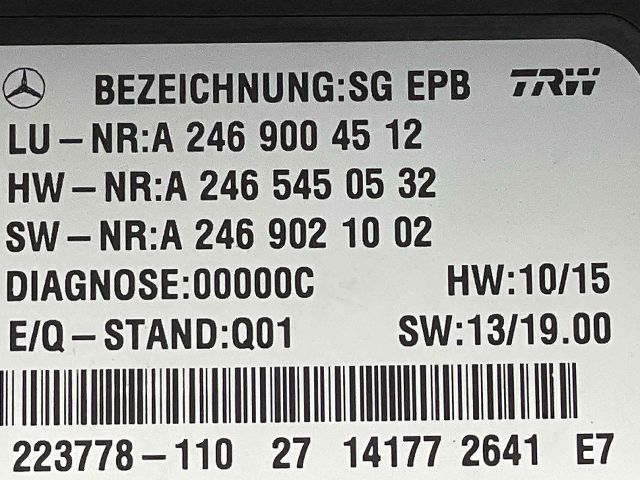 BEZEICHNUNG:SG EPB TRW
LU-NR:A 246 900 45 12
HW-NR:A 246 545 05 32
SW-NR:A 246 902 10 02
DIAGNOSE:00000C HW:10/15
E/Q-STAND:Q01 SW:13/19.00
223778-110 27 14177 2641 E7